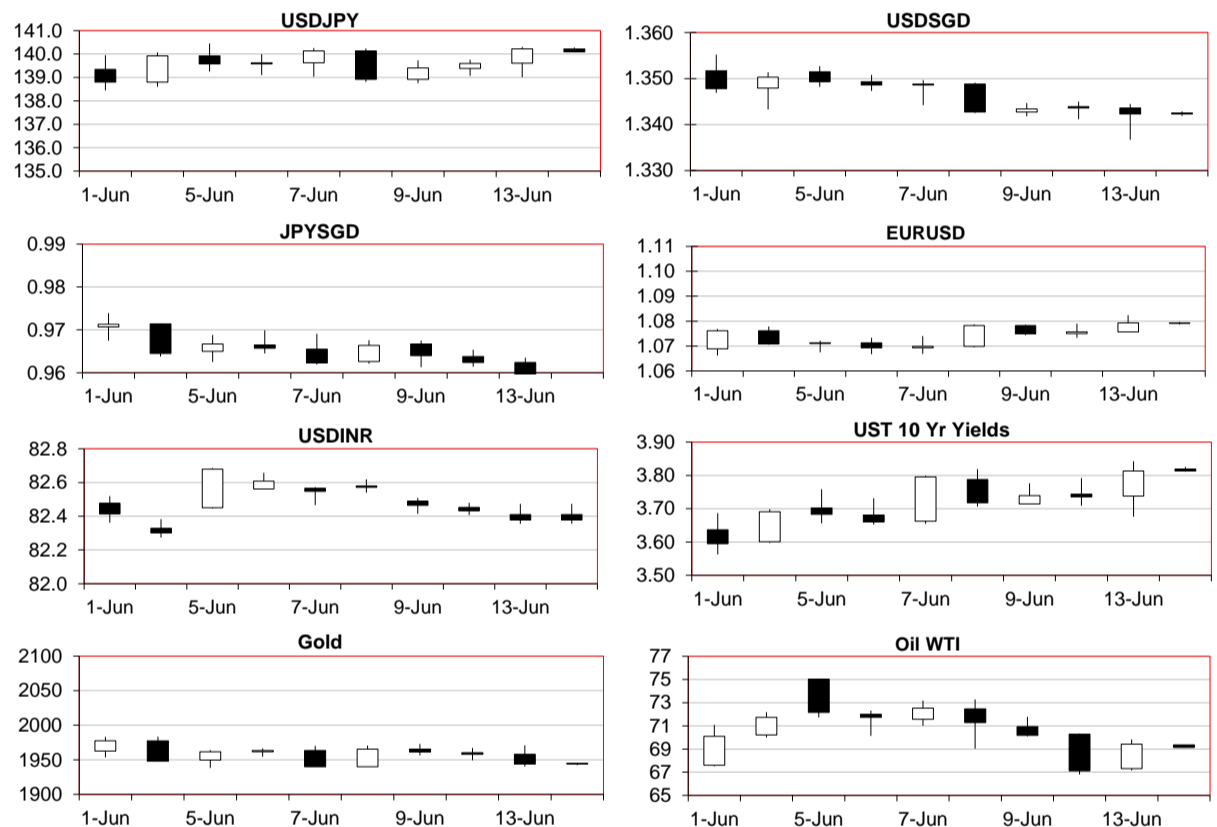 USDJPY
141.0
140.0
139.0
138.0
137.0
136.0
135.0
1-Jun 5-Jun 7-Jun 9-Jun 13-Jun
USDSGD
1.360
1.350
1.340
1.330
1-Jun 5-Jun 7-Jun 9-Jun 13-Jun
JPYSGD
0.99
0.98
0.97
0.96
1-Jun 5-Jun 7-Jun 9-Jun 13-Jun
EURUSD
1.11
1.10
1.09
1.08
1.07
1.06
1-Jun 5-Jun 7-Jun 9-Jun 13-Jun
USDINR
82.8
82.6
82.4
82.2
82.0
1-Jun 5-Jun 7-Jun 9-Jun 13-Jun
UST 10 Yr Yields
3.90
3.80
3.70
3.60
3.50
1-Jun 5-Jun 7-Jun 9-Jun 13-Jun
Gold
2100
2050
2000
1950
1900
1-Jun 5-Jun 7-Jun 9-Jun 13-Jun
Oil WTI
77
75
73
71
69
67
65
1-Jun 5-Jun 7-Jun 9-Jun 13-Jun